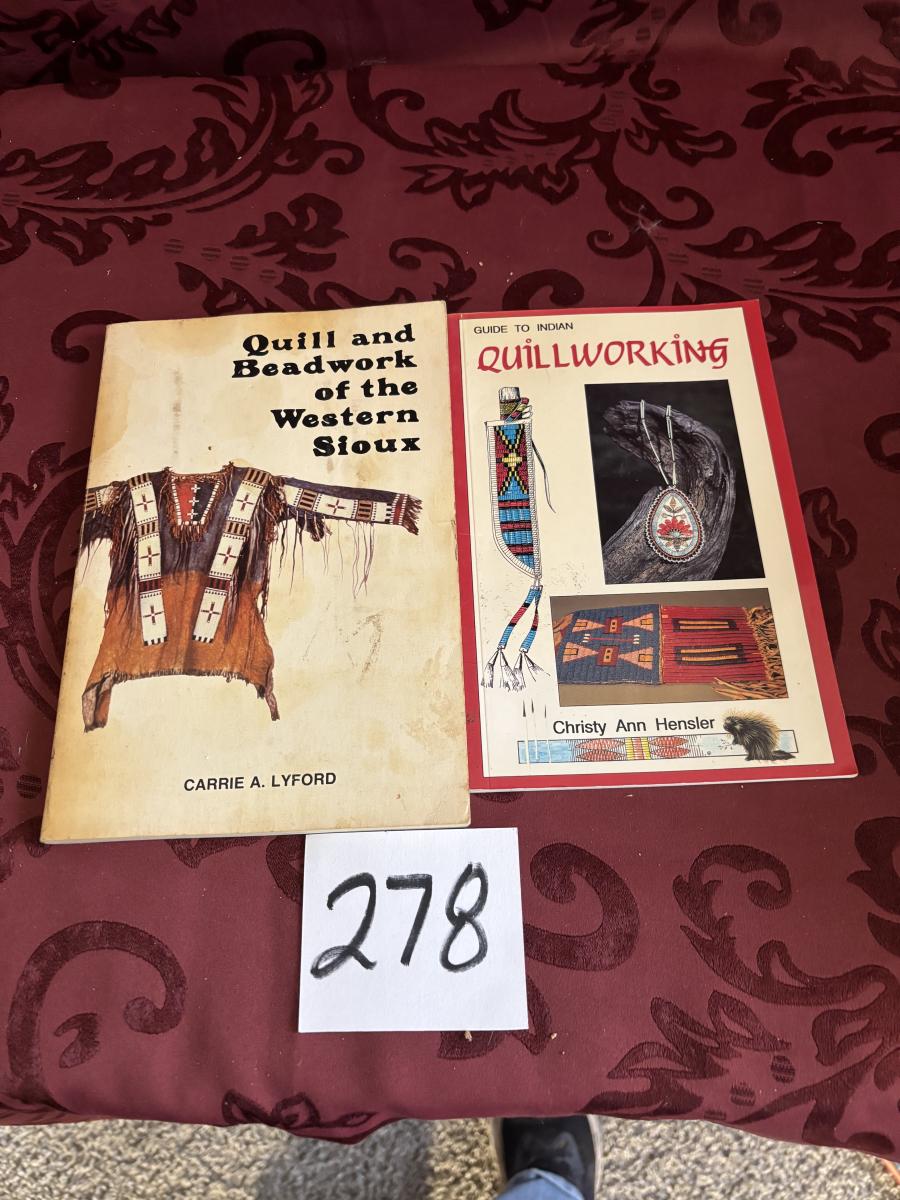 Quill and
Beadwork
of the
Western
Sioux
CARRIE A. LYFORD
GUIDE TO INDIAN
QUILLWORKING
Christy Ann Hensler
278